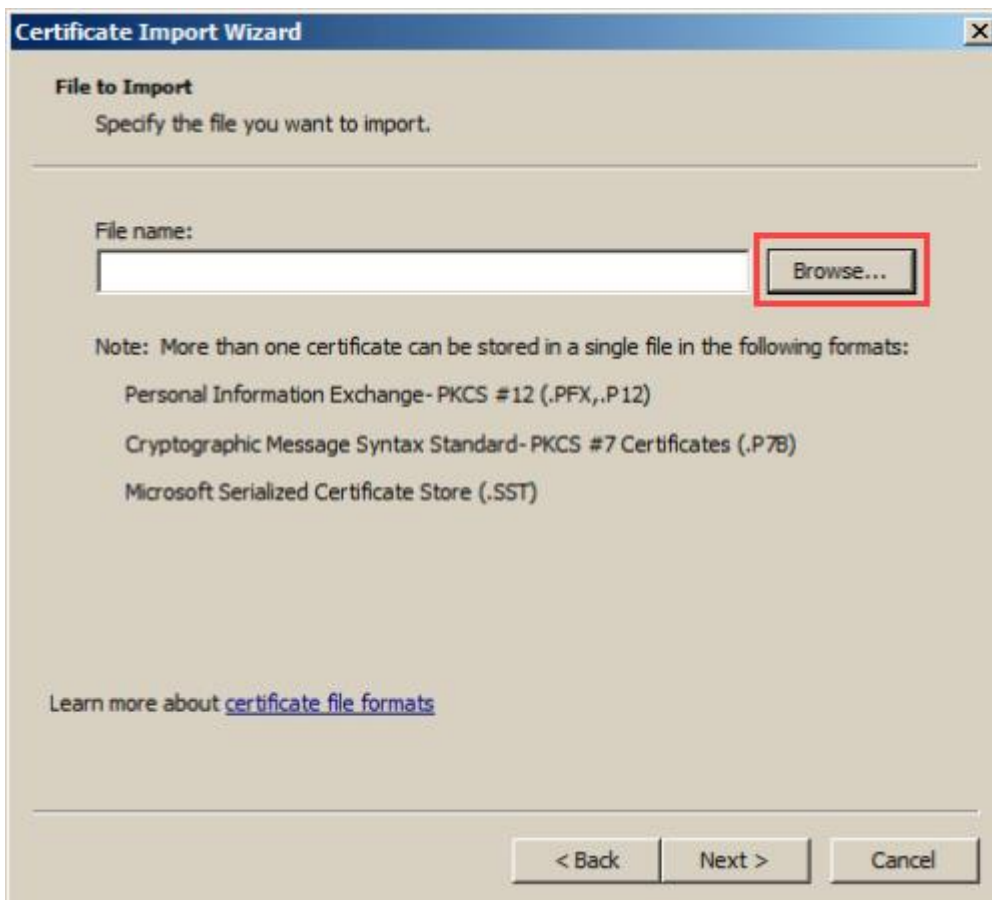 Certificate Import Wizard
File to Import
Specify the file you want to import.
File name:
Browse...
Note: More than one certificate can be stored in a single file in the following formats:
Personal Information Exchange- PKCS #12 (.PFX,.P12)
Cryptographic Message Syntax Standard- PKCS #7 Certificates (.P7B)
Microsoft Serialized Certificate Store (.SST)
Learn more about certificate file formats
< Back Next > Cancel